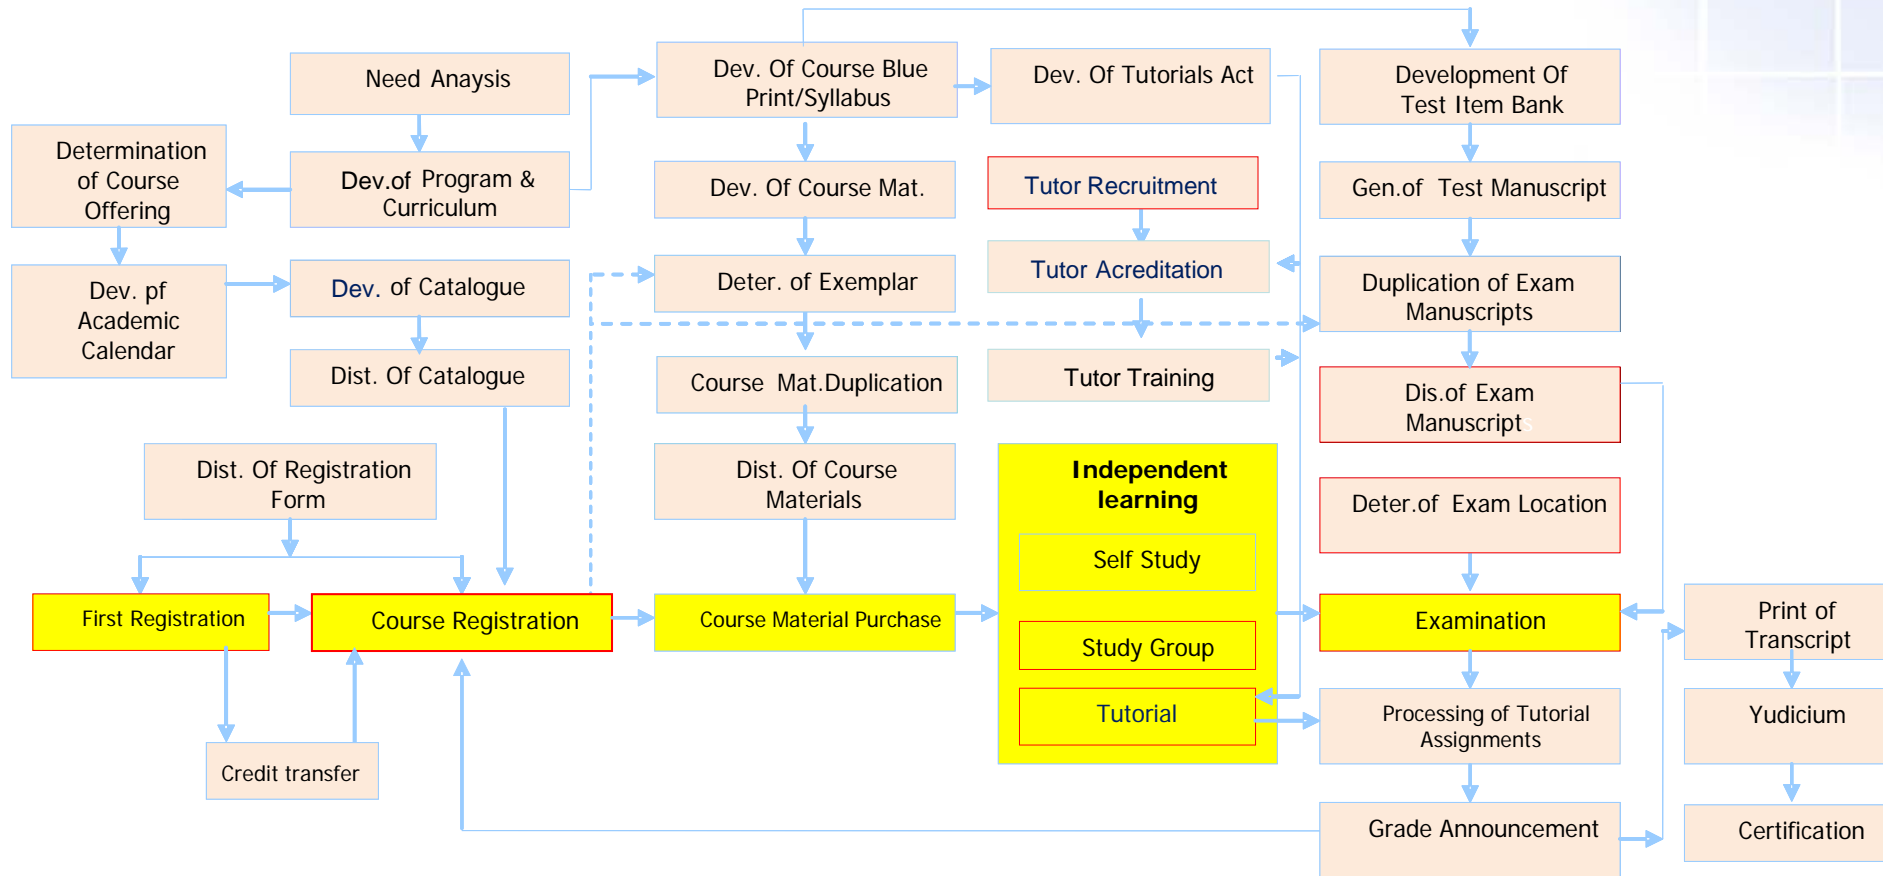 Need Anaysis
Determination
of Course
Offering
Dev.of Program &
Curriculum
Dev. pf
Academic
Calendar
Dev. of Catalogue
Dist. Of Catalogue
Dist. Of Registration
Form
First Registration
Course Registration
Credit transfer
Dev. Of Course Blue
Print/Syllabus
Dev. Of Course Mat.
Deter. of Exemplar
Course Mat.Duplication
Dist. Of Course
Materials
Course Material Purchase
Dev. Of Tutorials Act
Tutor Recruitment
Tutor Acreditation
Tutor Training
Independent
learning
Self Study
Study Group
Tutorial
Development Of
Test Item Bank
Gen.of Test Manuscript
Duplication of Exam
Manuscripts
Dis.of Exam
Manuscripts
Deter.of Exam Location
Examination
Processing of Tutorial
Assignments
Grade Announcement
Print of
Transcript
Yudicium
Certification